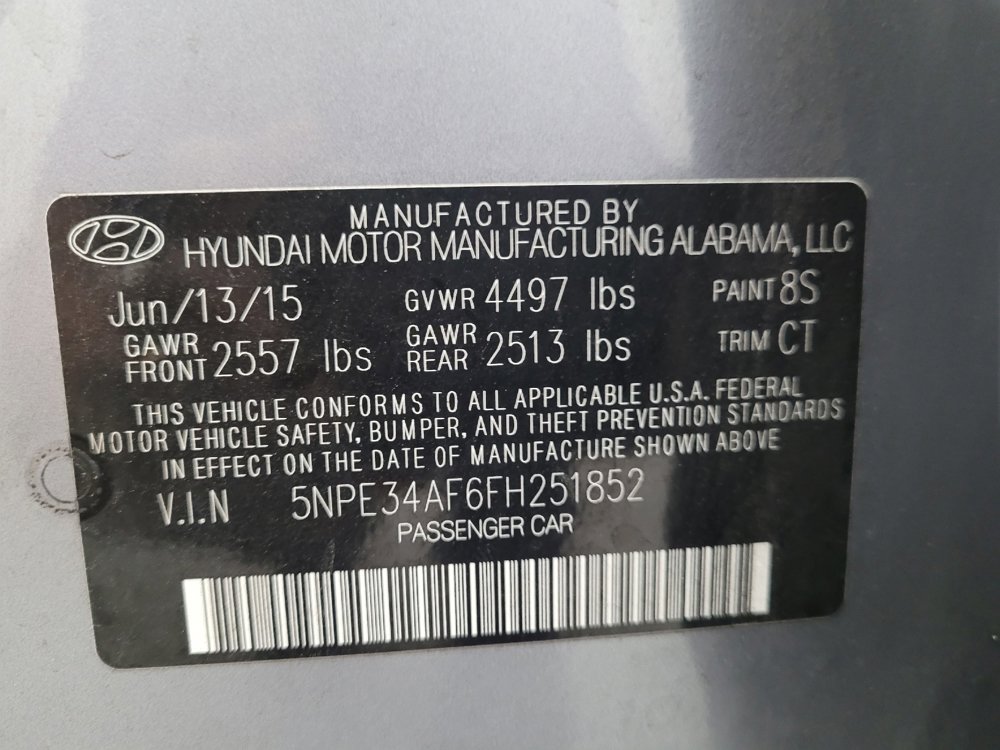 MANUFACTURED BY
HYUNDAI MOTOR MANUFACTURING ALABAMA, LLC
Jun/13/15 GVWR 4497 lbs PAINT 8S
GAWR FRONT 2557 lbs GAWR REAR 2513 lbs TRIM CT
THIS VEHICLE CONFORMS TO ALL APPLICABLE U.S.A. FEDERAL
MOTOR VEHICLE SAFETY, BUMPER, AND THEFT PREVENTION STANDARDS
IN EFFECT ON THE DATE OF MANUFACTURE SHOWN ABOVE
V.I.N 5NPE34AF6FH251852
PASSENGER CAR